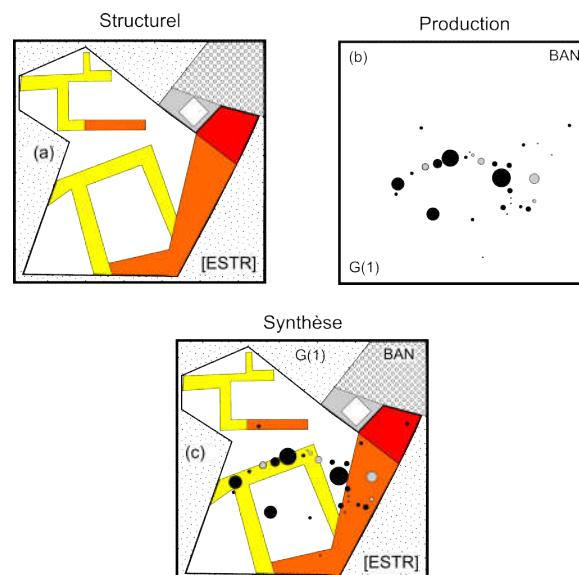 Structurel
Production
(a)
[ESTR]
(b)
BAN
G(1)
Synthèse
G(1)
BAN
(c)
[ESTR]